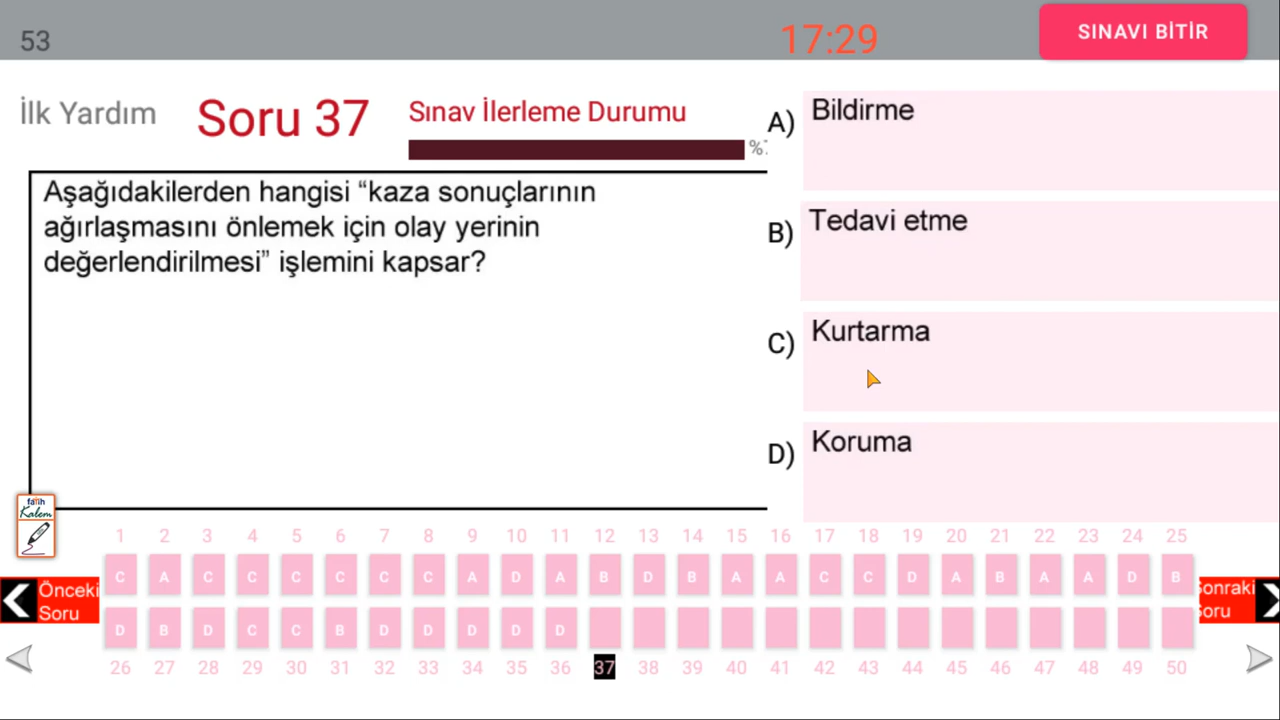 53
17:29
SINAVI BİTİR
İlk Yardım
Soru 37
Sınav İlerleme Durumu
%
Aşağıdakilerden hangisi “kaza sonuçlarının
ağırlaşmasını önlemek için olay yerinin
değerlendirilmesi” işlemini kapsar?
A) Bildirme
B) Tedavi etme
C) Kurtarma
D) Koruma
fatih
Kalem
1 2 3 4 5 6 7 8 9 10 11 12 13 14 15 16 17 18 19 20 21 22 23 24 25
C A C C C C C C A D A B D B A A C C D A B A A D B
Önceki
Soru
Sonraki
Soru
D B D C C B D D D D D
26 27 28 29 30 31 32 33 34 35 36 37 38 39 40 41 42 43 44 45 46 47 48 49 50